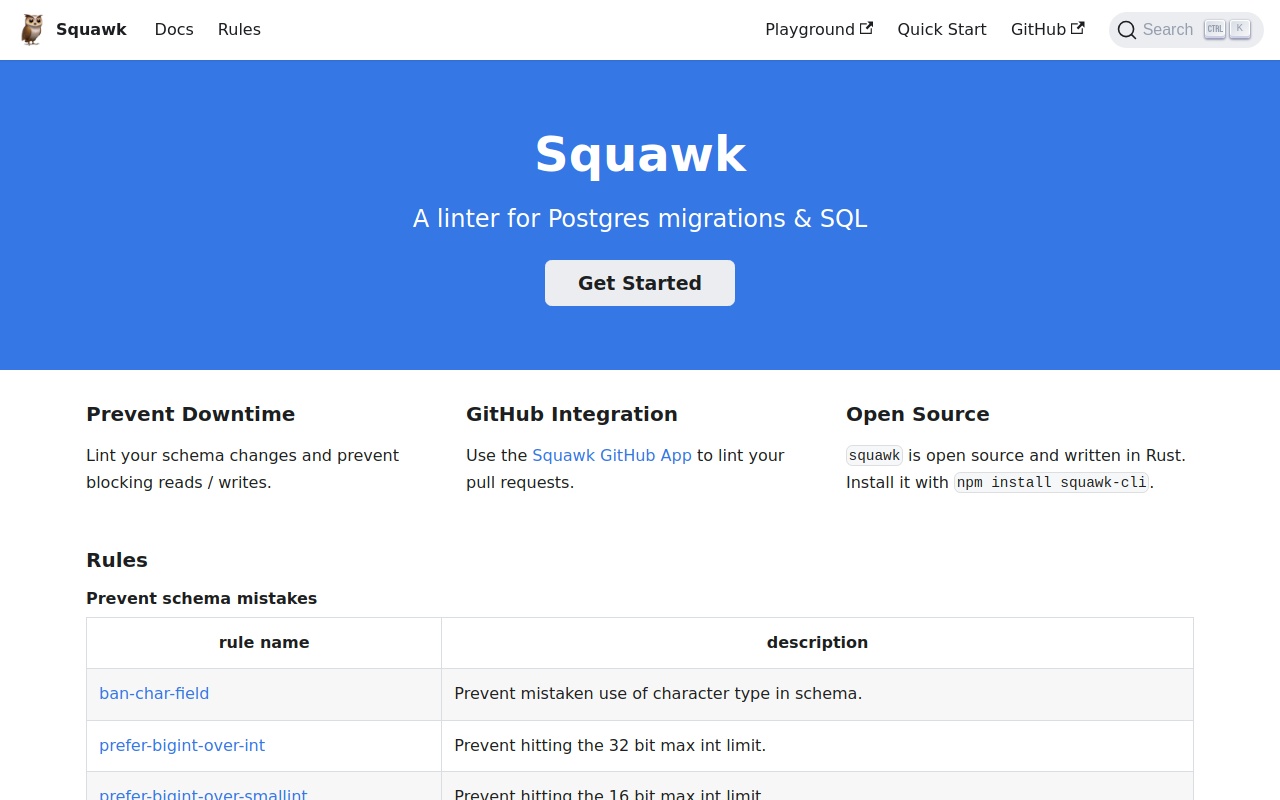 Squawk Docs Rules Playground Quick Start GitHub Search CTRL K
Squawk
A linter for Postgres migrations & SQL
Get Started
Prevent Downtime
Lint your schema changes and prevent
blocking reads / writes.
GitHub Integration
Use the Squawk GitHub App to lint your
pull requests.
Open Source
squawk is open source and written in Rust.
Install it with npm install squawk-cli.
Rules
Prevent schema mistakes
rule name description
ban-char-field Prevent mistaken use of character type in schema.
prefer-bigint-over-int Prevent hitting the 32 bit max int limit.
prefer-bigint-over-smallint Prevent hitting the 16 bit max int limit.